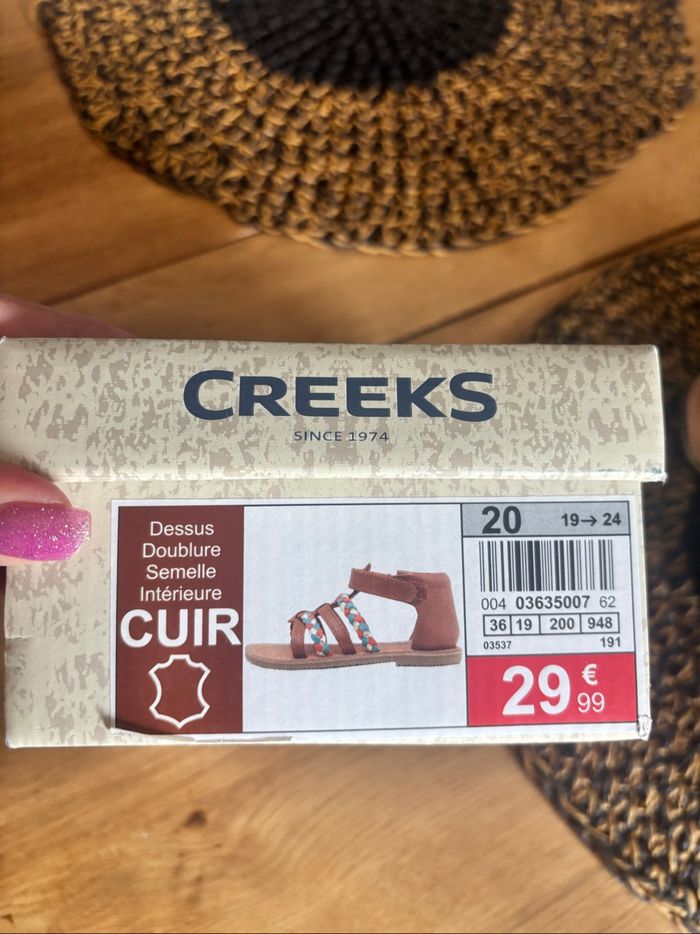 CREEKS
SINCE 1974
Dessus
Doublure
Semelle
Intérieure
CUIR
20 19→24
004 03635007 62
36 19 200 948
03537 191
29 € 99